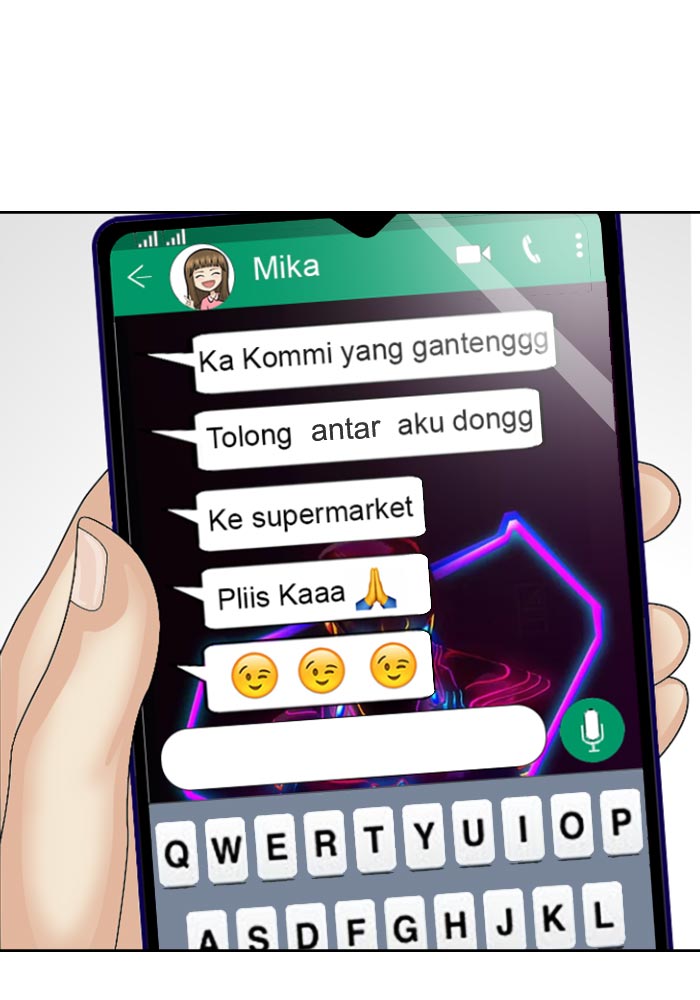 Mika
Ka Kommi yang gantenggg
Tolong antar aku dongg
Ke supermarket
Pliis Kaaa 🙏
😉 😉 😉
Q W E R T Y U I O P
A S D F G H J K L